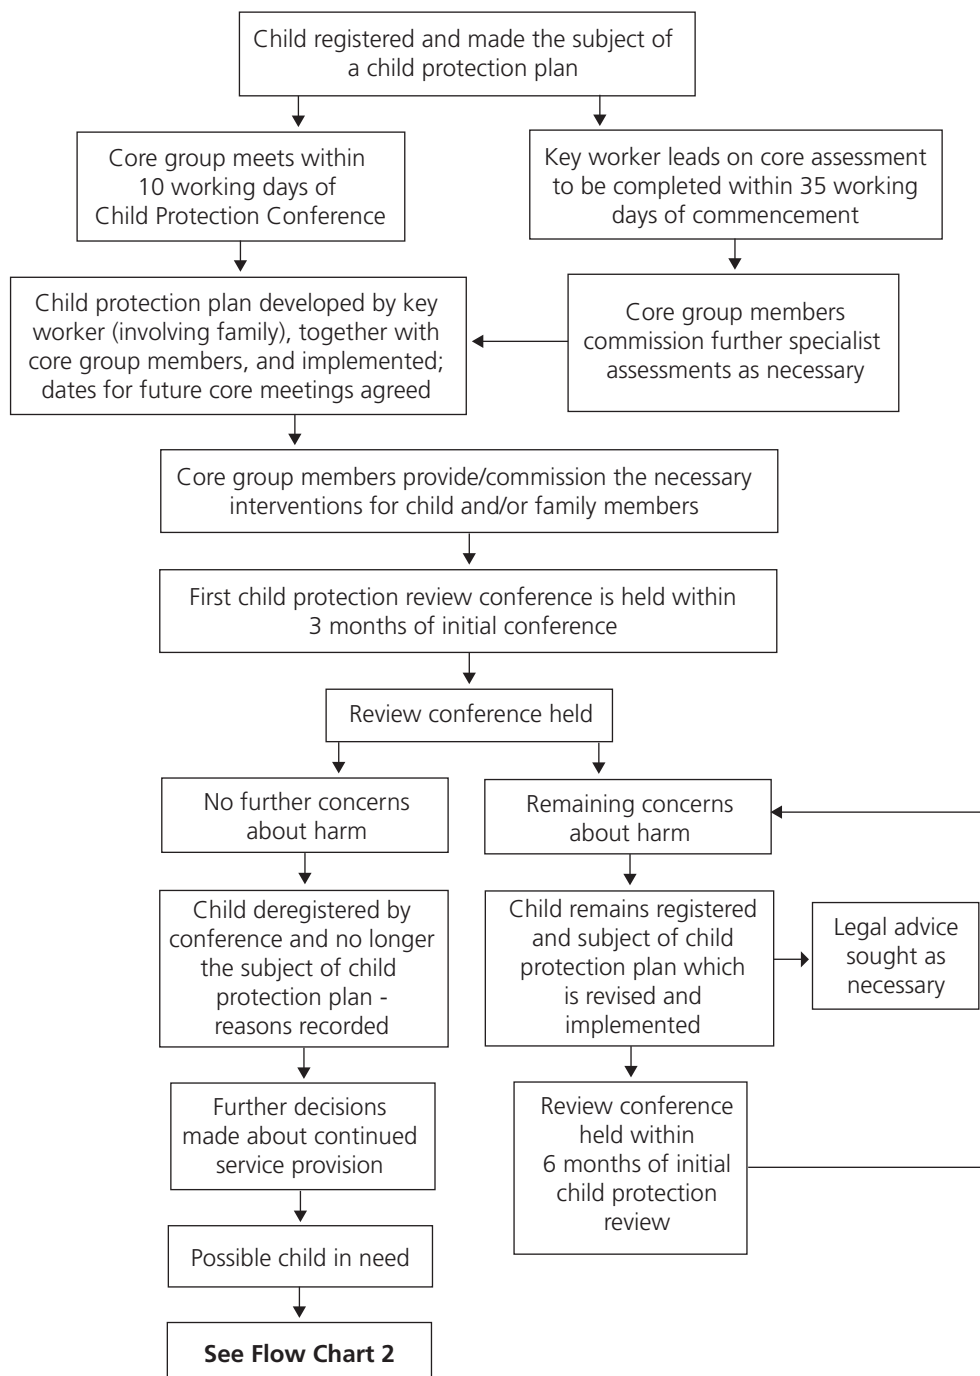 Child registered and made the subject of
a child protection plan
Core group meets within
10 working days of
Child Protection Conference
Key worker leads on core assessment
to be completed within 35 working
days of commencement
Child protection plan developed by key
worker (involving family), together with
core group members, and implemented;
dates for future core meetings agreed
Core group members
commission further specialist
assessments as necessary
Core group members provide/commission the necessary
interventions for child and/or family members
First child protection review conference is held within
3 months of initial conference
Review conference held
No further concerns
about harm
Remaining concerns
about harm
Child deregistered by
conference and no longer
the subject of child
protection plan -
reasons recorded
Child remains registered
and subject of child
protection plan which
is revised and
implemented
Legal advice
sought as
necessary
Further decisions
made about continued
service provision
Review conference
held within
6 months of initial
child protection
review
Possible child in need
See Flow Chart 2